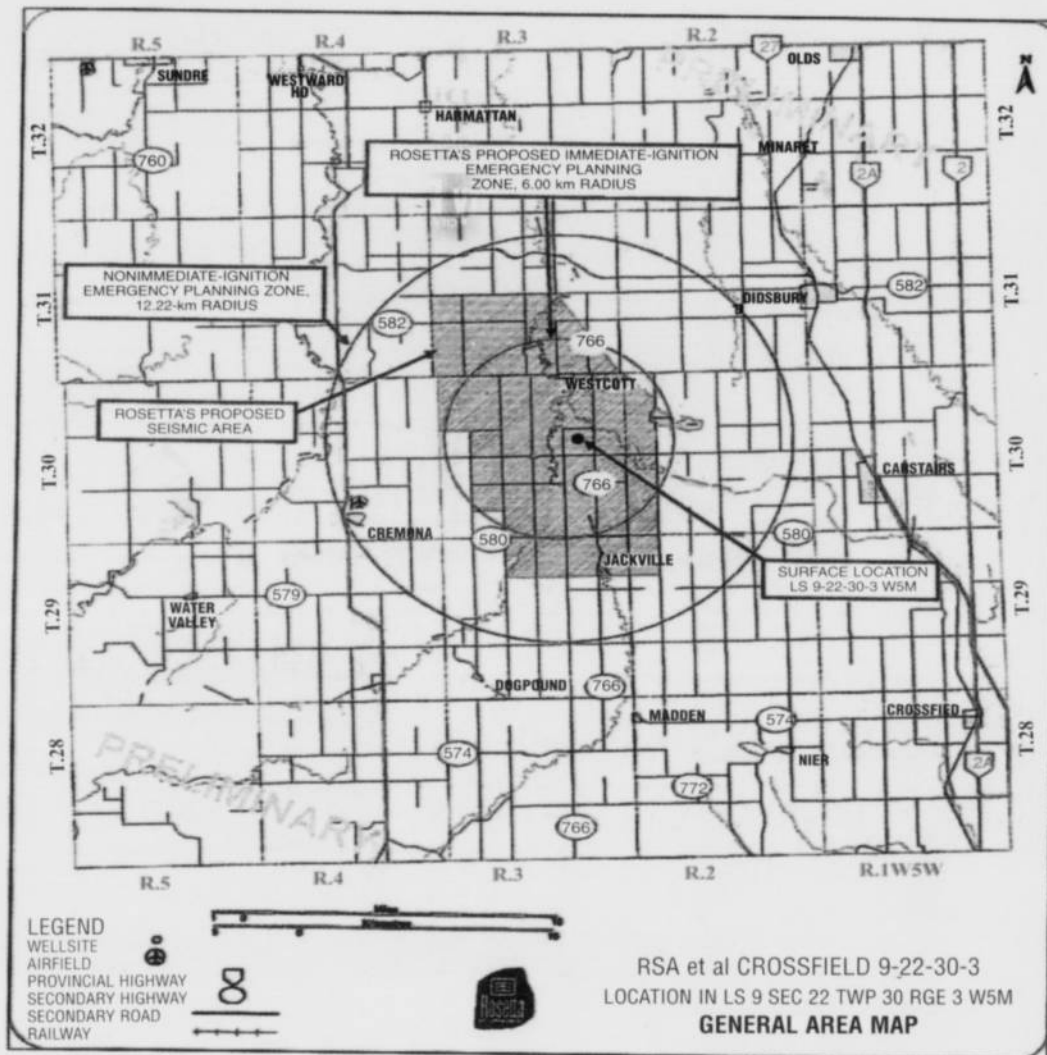 R.5 R.4 R.3 R.2
27
OLDS
N
SUNDRE
WESTWARD
HO
HARMATTAN
PRELIMINARY
T.32
T.32
760
ROSETTA'S PROPOSED IMMEDIATE-IGNITION
EMERGENCY PLANNING
ZONE, 6.00 km RADIUS
MINARET
2A
2
NONIMMEDIATE-IGNITION
EMERGENCY PLANNING ZONE,
12.22-km RADIUS
T.31
T.31
582
DIDSBURY
582
766
WESTCOTT
ROSETTA'S PROPOSED
SEISMIC AREA
T.30
T.30
CARSTAIRS
766
CREMONA
580
580
JACKVILLE
SURFACE LOCATION
LS 9-22-30-3 W5M
T.29
T.29
579
WATER
VALLEY
DOGPOUND
766
MADDEN
574
CROSSFIED
T.28
T.28
574
NIER
2A
PRELIMINARY
772
766
R.5 R.4 R.3 R.2 R.1W5W
LEGEND
WELLSITE
AIRFIELD
PROVINCIAL HIGHWAY
SECONDARY HIGHWAY
SECONDARY ROAD
RAILWAY
Rosetta
RSA et al CROSSFIELD 9-22-30-3
LOCATION IN LS 9 SEC 22 TWP 30 RGE 3 W5M
GENERAL AREA MAP